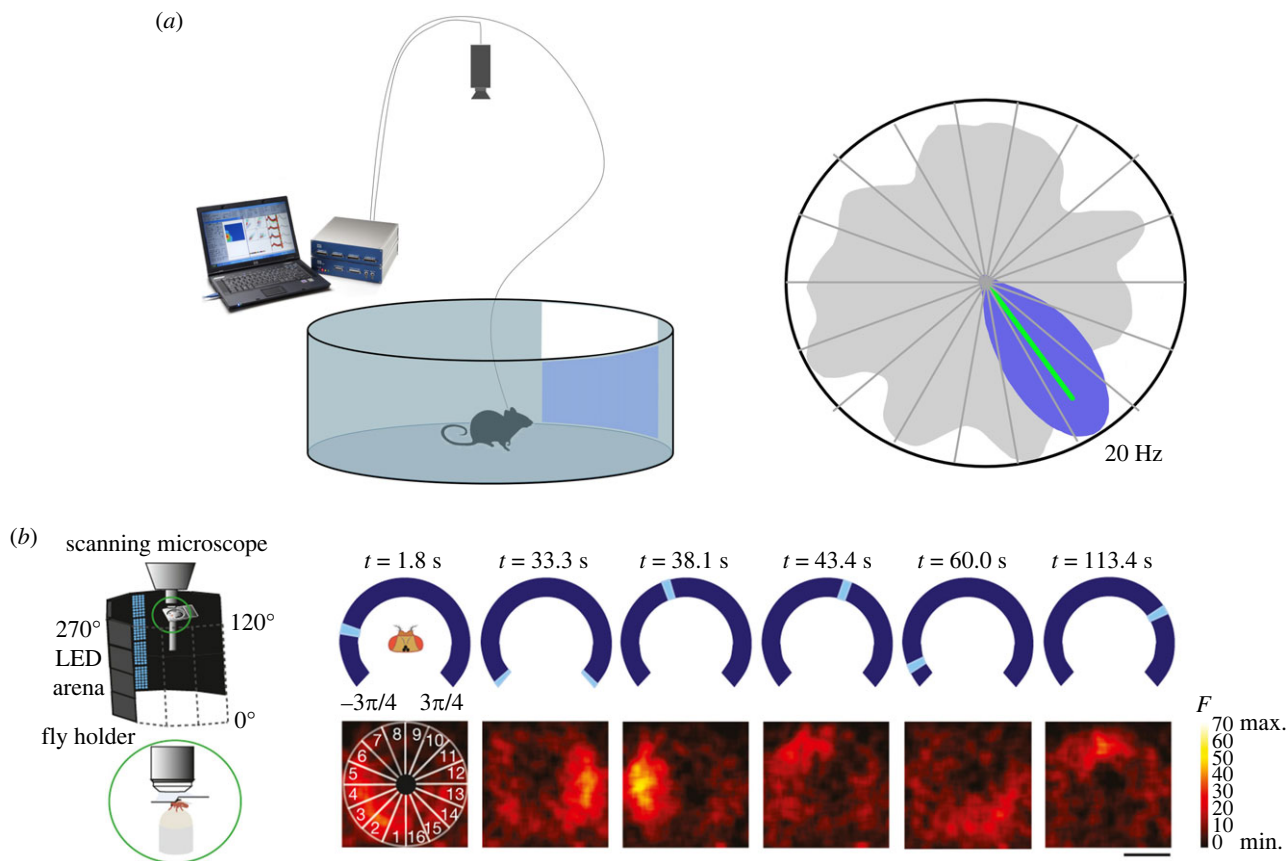 (a)
20 Hz
(b)
scanning microscope
270°
LED
arena
120°
0°
fly holder
t = 1.8 s
t = 33.3 s
t = 38.1 s
t = 43.4 s
t = 60.0 s
t = 113.4 s
–3π/4
3π/4
1
2
3
4
5
6
7
8
9
10
11
12
13
14
15
16
F
70 max.
60
50
40
30
20
10
0 min.